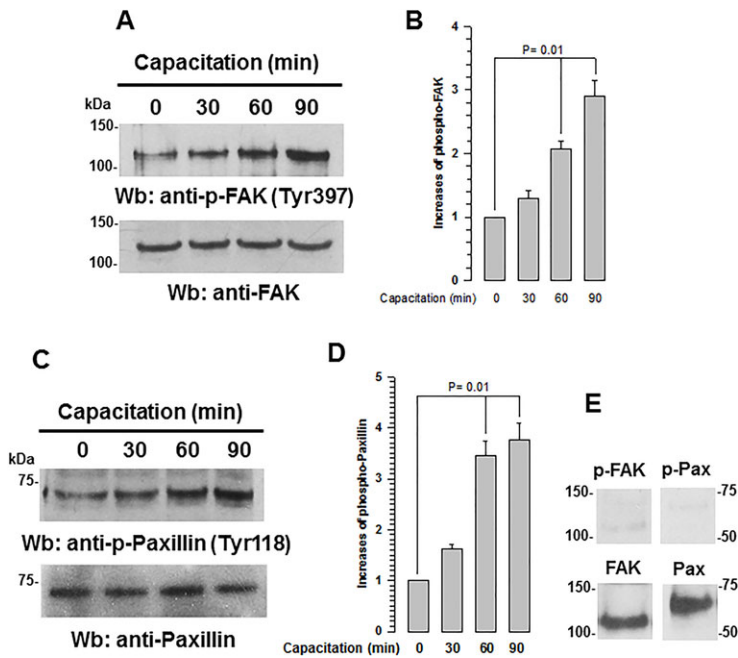 A
Capacitation (min)
kDa
0 30 60 90
150-
100-
Wb: anti-p-FAK (Tyr397)
100-
Wb: anti-FAK
B
4
3
2
1
0
Increases of phospho-FAK
P= 0.01
Capacitation (min) 0 30 60 90
C
Capacitation (min)
kDa
0 30 60 90
75-
Wb: anti-p-Paxillin (Tyr118)
75-
Wb: anti-Paxillin
D
5
4
3
2
1
0
Increases of phospho-Paxillin
P= 0.01
Capacitation (min) 0 30 60 90
E
p-FAK p-Pax
150- -75
100- -50
FAK Pax
150- -75
100- -50